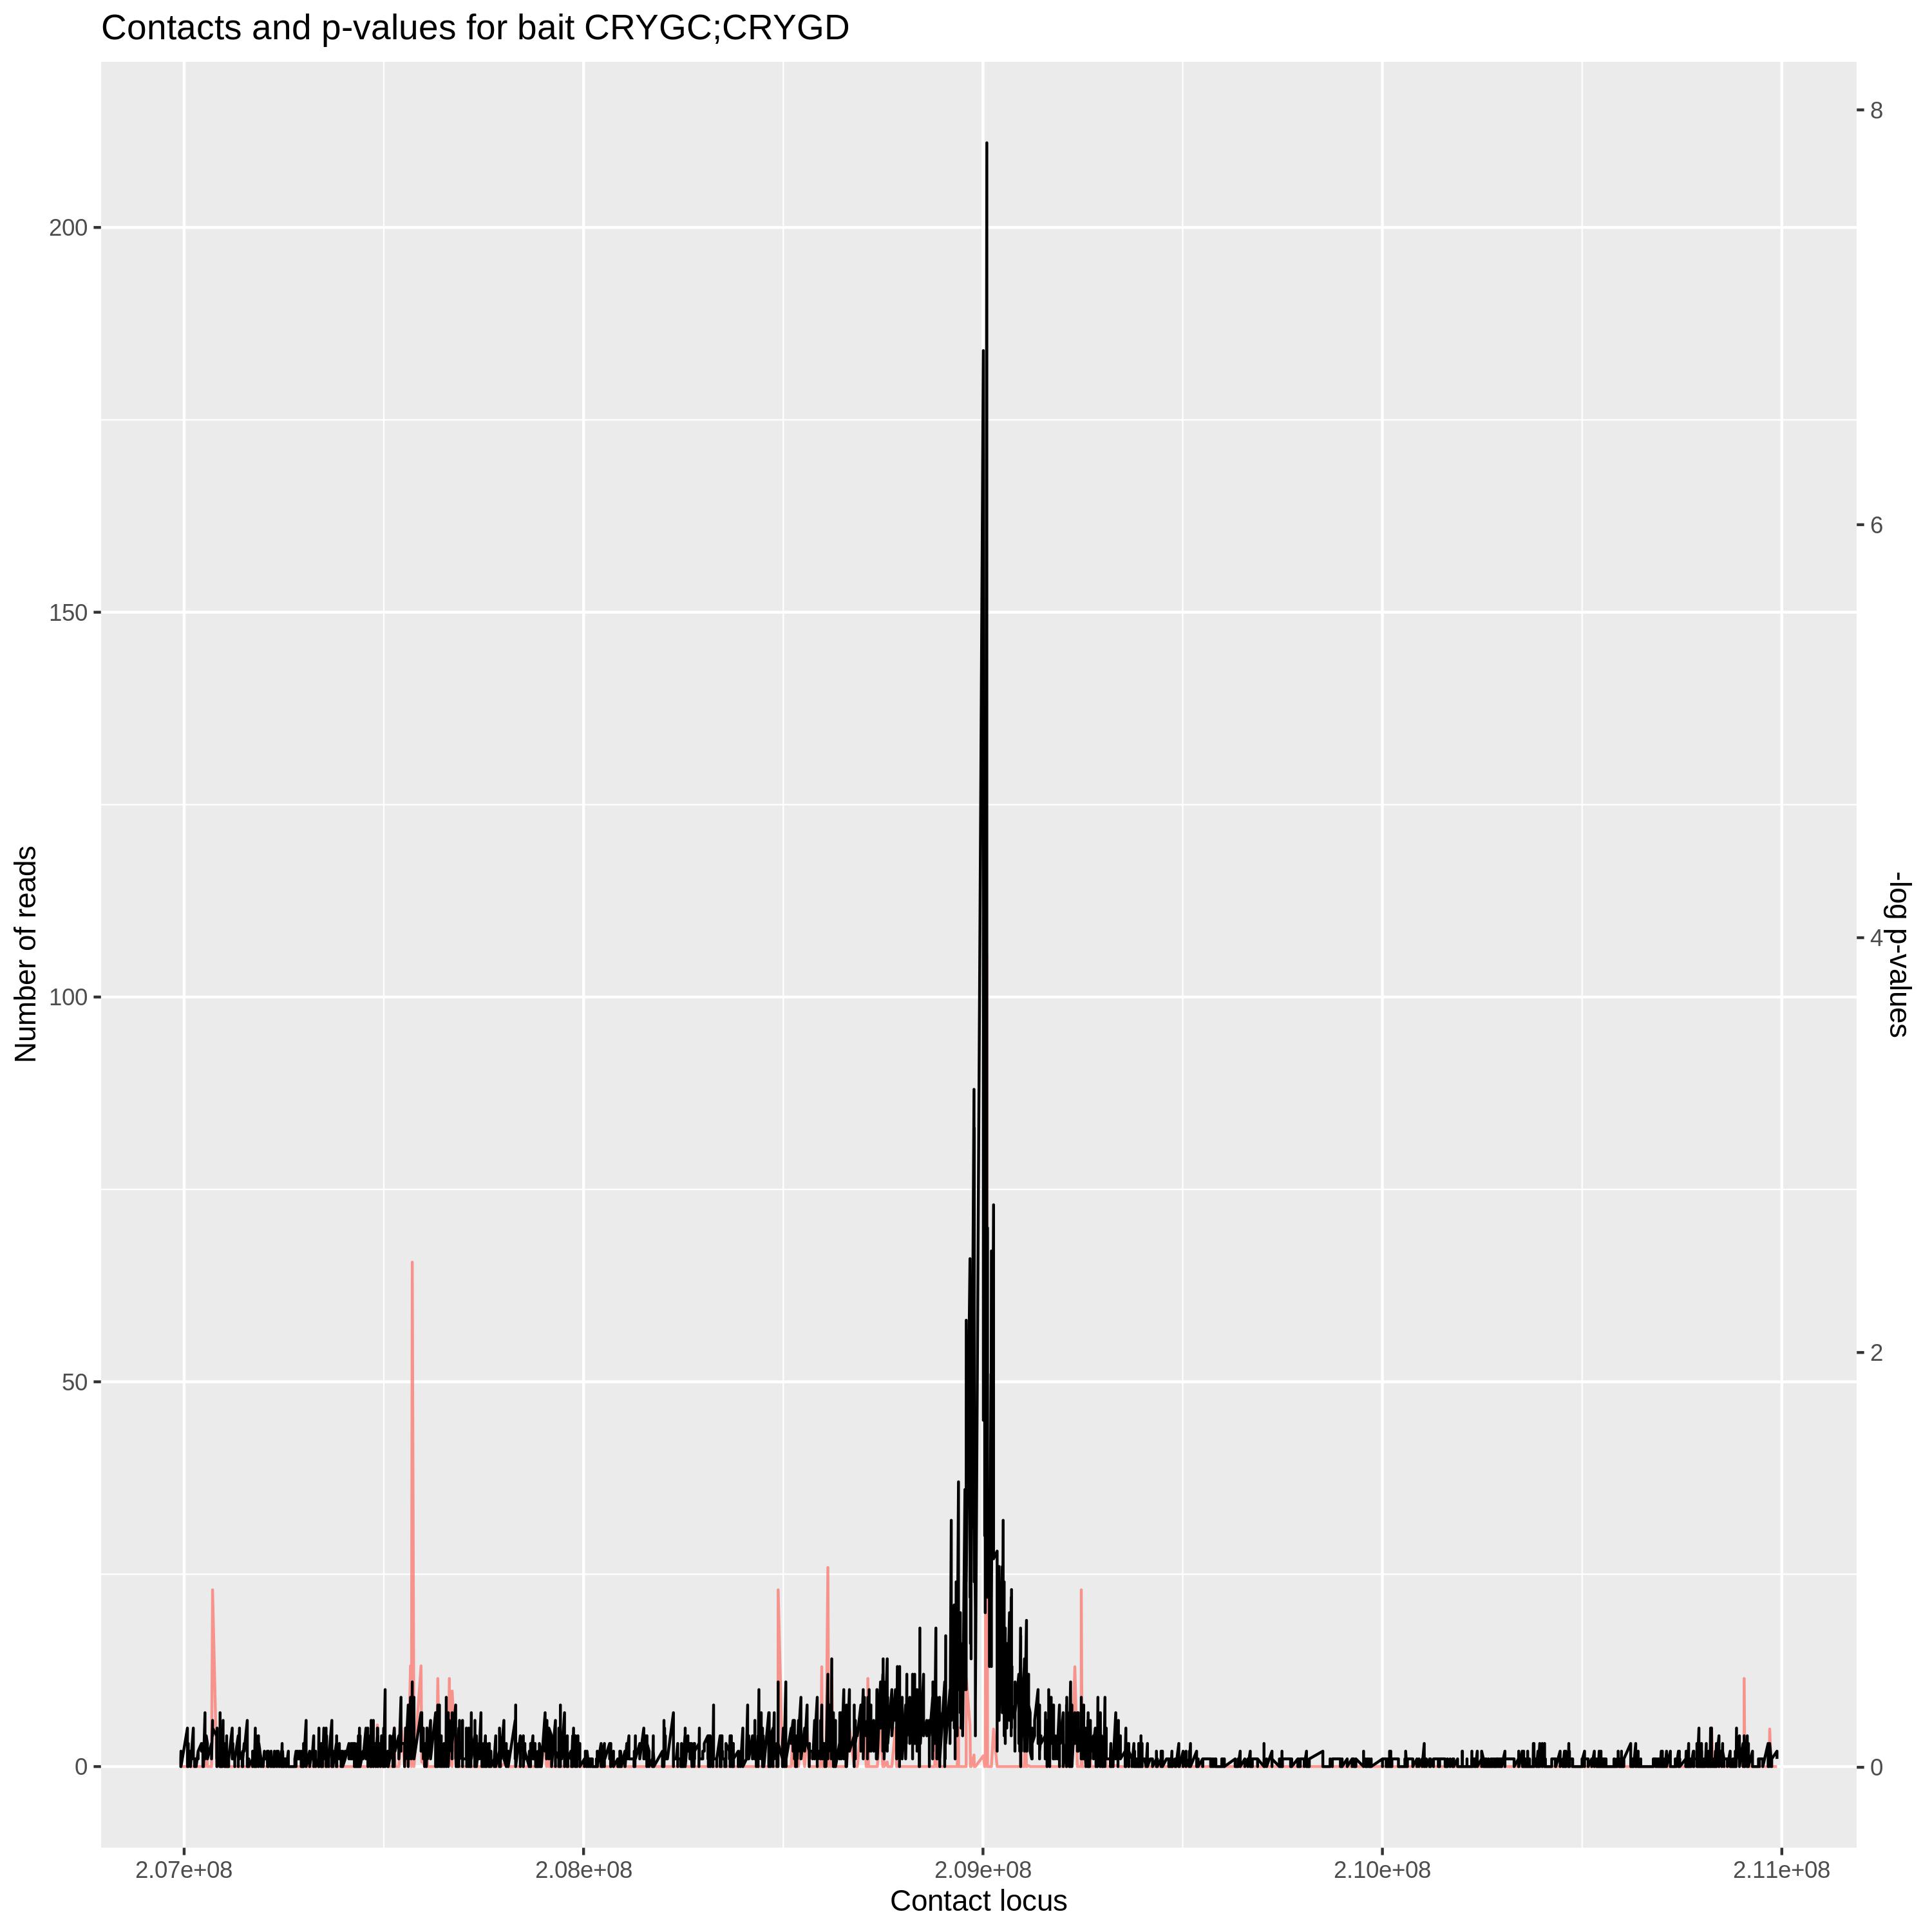 Contacts and p-values for bait CRYGC;CRYGD
8
200
6
150
Number of reads
-log p-values
4
100
2
50
0
0
2.07e+08 2.08e+08 2.09e+08 2.10e+08 2.11e+08
Contact locus